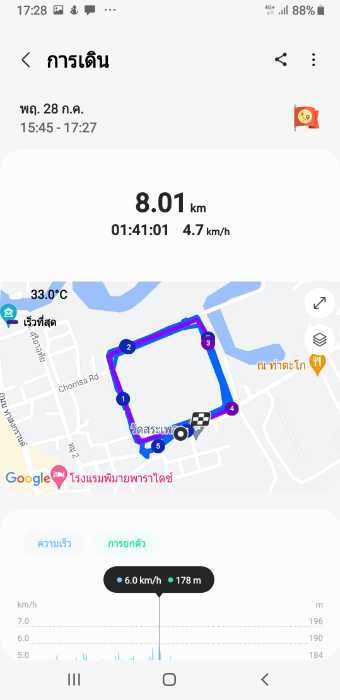 17:28
4G+
88%
การเดิน
พฤ. 28 ก.ค.
15:45 - 17:27
8.01 km
01:41:01 4.7 km/h
33.0°C
เร็วที่สุด
ณ ท่าตะโก
2
3
Chomsa Rd
1
4
วัดสระเพ
5
หมู่ 2
Google
โรงแรมพิมายพาราไดซ์
ความเร็ว
การยกตัว
6.0 km/h 178 m
km/h
m
7.0
196
6.0
190
5.0
184